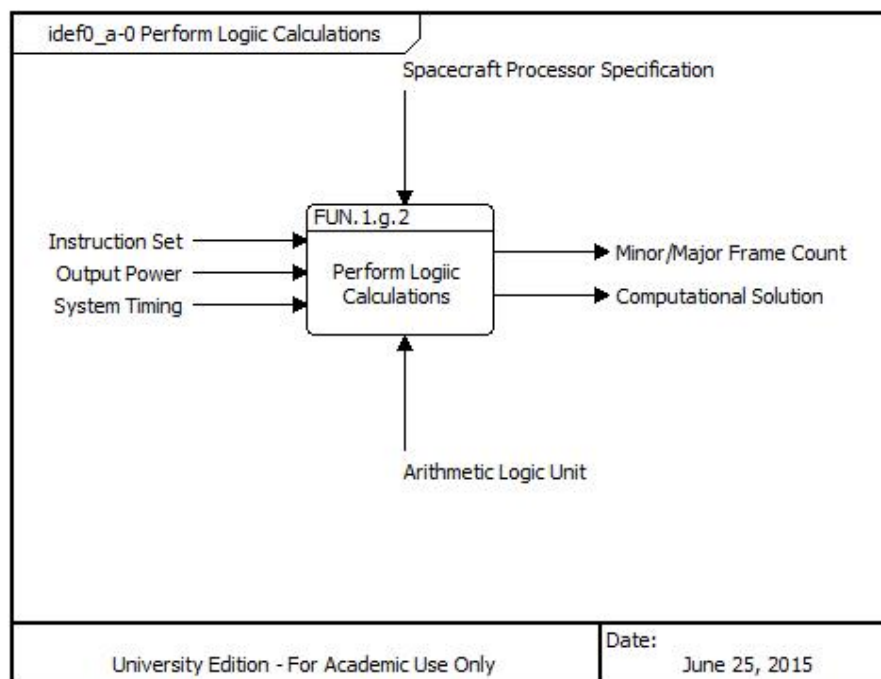 idef0_a-0 Perform Logiic Calculations
Spacecraft Processor Specification
FUN.1.g.2
Instruction Set
Output Power
System Timing
Perform Logiic
Calculations
Minor/Major Frame Count
Computational Solution
Arithmetic Logic Unit
University Edition - For Academic Use Only
Date:
June 25, 2015